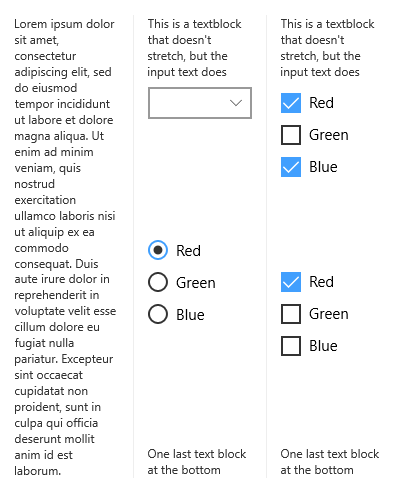 Lorem ipsum dolor
sit amet,
consectetur
adipiscing elit, sed
do eiusmod
tempor incididunt
ut labore et dolore
magna aliqua. Ut
enim ad minim
veniam, quis
nostrud
exercitation
ullamco laboris nisi
ut aliquip ex ea
commodo
consequat. Duis
aute irure dolor in
reprehenderit in
voluptate velit esse
cillum dolore eu
fugiat nulla
pariatur. Excepteur
sint occaecat
cupidatat non
proident, sunt in
culpa qui officia
deserunt mollit
anim id est
laborum.
This is a textblock
that doesn't
stretch, but the
input text does
Red
Green
Blue
One last text block
at the bottom
This is a textblock
that doesn't
stretch, but the
input text does
Red
Green
Blue
Red
Green
Blue
One last text block
at the bottom